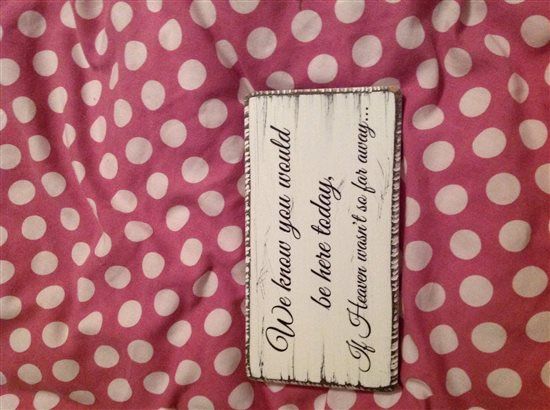 We know you would
be here today,
If Heaven wasn't so far away...